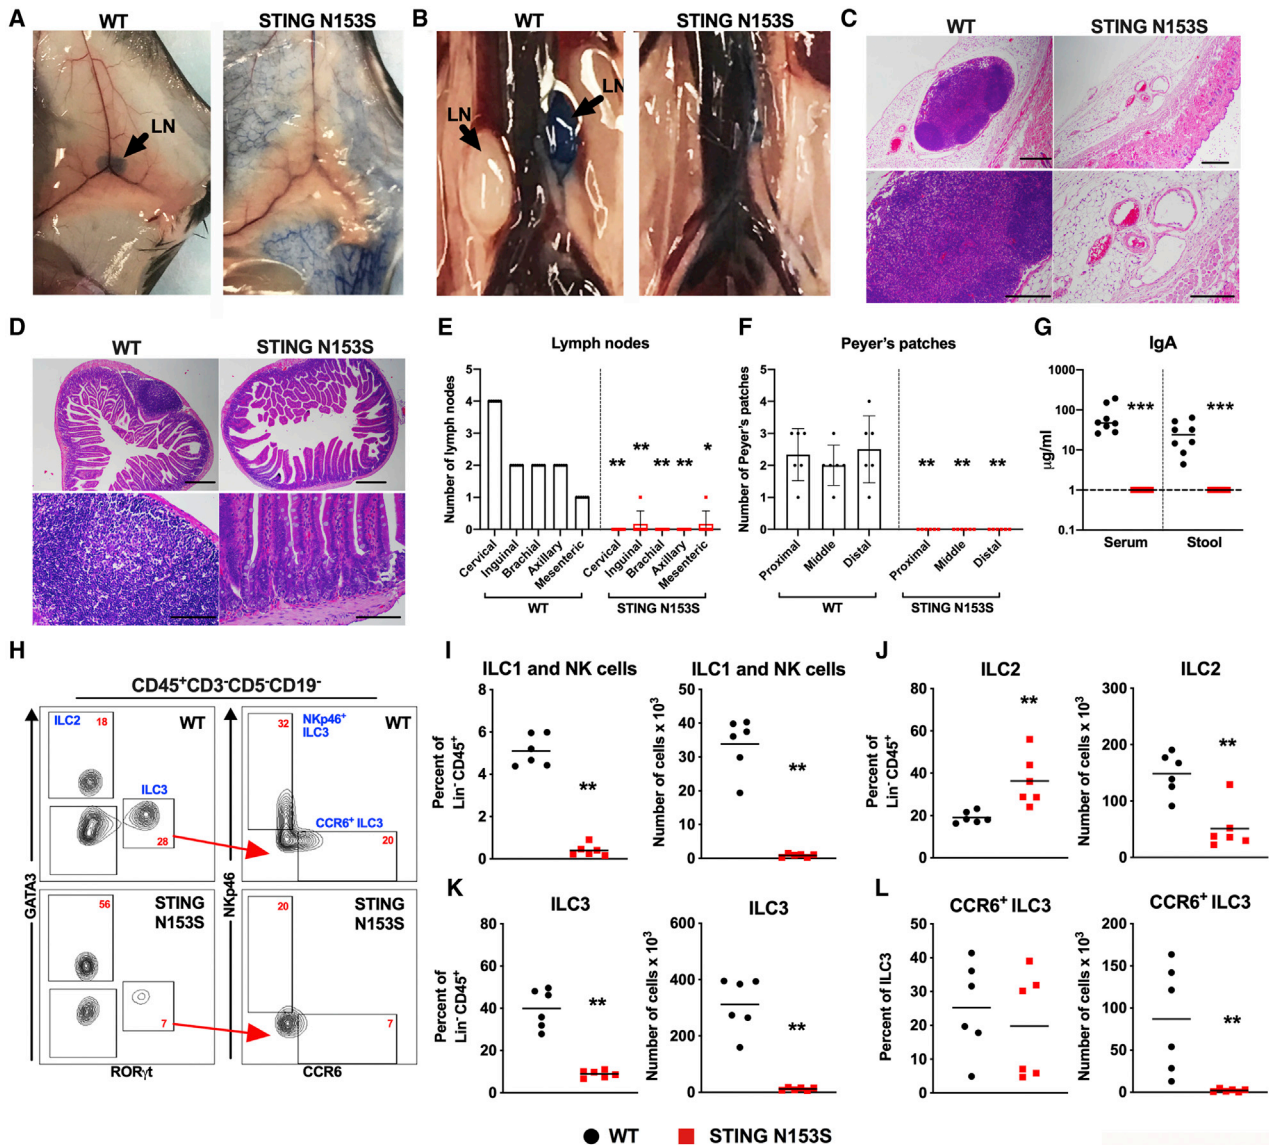 A
WT
STING N153S
LN
B
WT
STING N153S
LN
LN
C
WT
STING N153S
D
WT
STING N153S
E
Lymph nodes
Number of lymph nodes
5
4
3
2
1
0
**
**
**
**
*
Cervical
Inguinal
Brachial
Axillary
Mesenteric
Cervical
Inguinal
Brachial
Axillary
Mesenteric
WT
STING N153S
F
Peyer's patches
Number of Peyer's patches
5
4
3
2
1
0
**
**
**
Proximal
Middle
Distal
Proximal
Middle
Distal
WT
STING N153S
G
IgA
µg/ml
1000
100
10
1
0.1
***
***
Serum
Stool
H
CD45⁺CD3⁻CD5⁻CD19⁻
ILC2
18
WT
ILC3
28
32
NKp46⁺
ILC3
WT
CCR6⁺ ILC3
20
56
STING
N153S
7
20
STING
N153S
7
GATA3
NKp46
RORγt
CCR6
I
ILC1 and NK cells
Percent of
Lin⁻ CD45⁺
8
6
4
2
0
**
ILC1 and NK cells
Number of cells x 10³
50
40
30
20
10
0
**
J
ILC2
Percent of
Lin⁻ CD45⁺
80
60
40
20
0
**
ILC2
Number of cells x 10³
300
200
100
0
**
K
ILC3
Percent of
Lin⁻ CD45⁺
80
60
40
20
0
**
ILC3
Number of cells x 10³
600
400
200
0
**
L
CCR6⁺ ILC3
Percent of ILC3
50
40
30
20
10
0
CCR6⁺ ILC3
Number of cells x 10³
200
150
100
50
0
**
WT
STING N153S